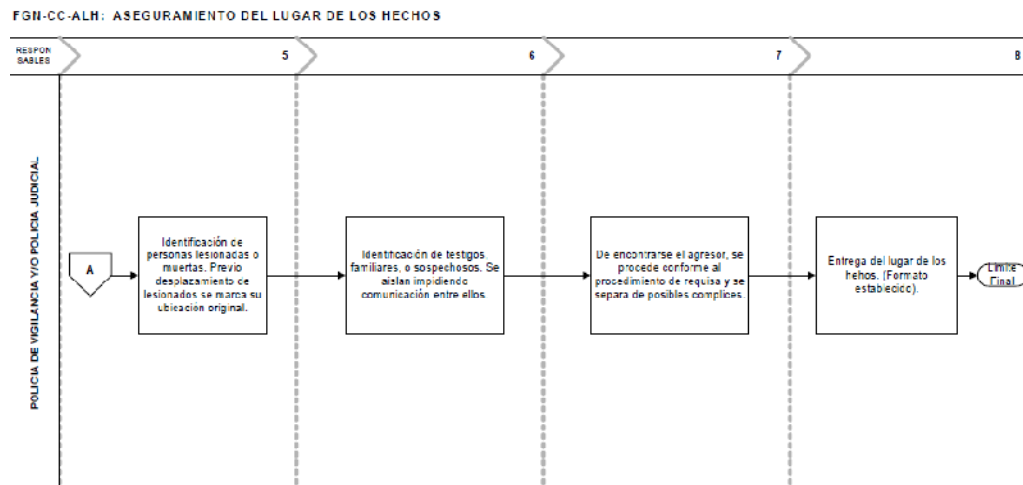 FGN-CC-ALH: ASEGURAMIENTO DEL LUGAR DE LOS HECHOS
RESPON
SABLES
5
6
7
8
POLICIA DE VIGILANCIA Y/O POLICIA JUDICIAL
A
Identificación de
personas lesionadas o
muertas. Previo
desplazamiento de
lesionados se marca su
ubicación original.
Identificación de testigos,
familiares, o sospechosos. Se
aislan impidiendo
comunicación entre ellos.
De encontrarse el agresor, se
procede conforme al
procedimiento de requisa y se
separa de posibles complices.
Entrega del lugar de los
hehos. (Formato
establecido).
Límite
Final